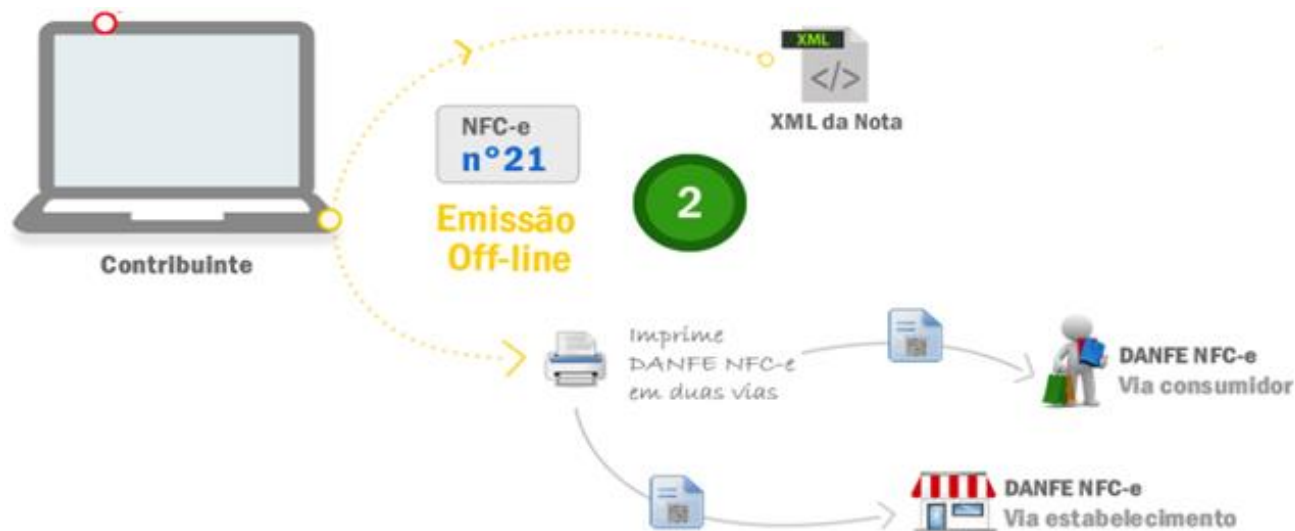 XML
</>
XML da Nota
NFC-e
n°21
2
Emissão
Off-line
Contribuinte
Imprime
DANFE NFC-e
em duas vias
DANFE NFC-e
Via consumidor
DANFE NFC-e
Via estabelecimento